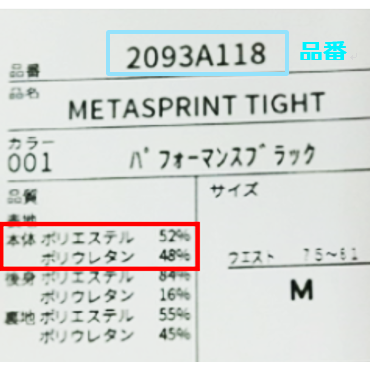 品番 2093A118 品番
品名
METASPRINT TIGHT
カラー
001 パフォーマンスブラック
品質 サイズ
表地
本体 ポリエステル 52%
ポリウレタン 48%
後身 ポリエステル 84%
ポリウレタン 16%
裏地 ポリエステル 55%
ポリウレタン 45%
ウエスト 75〜81
M